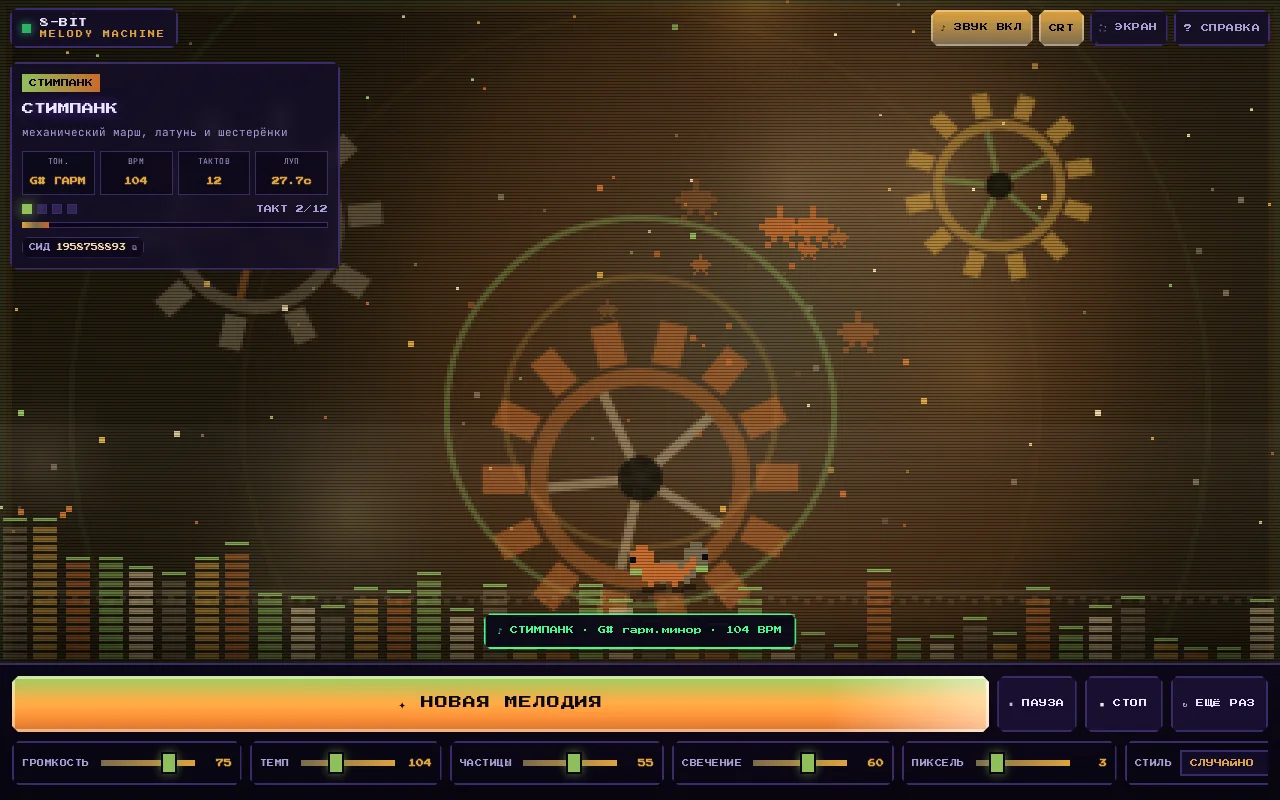 8-BIT
MELODY MACHINE
♪ ЗВУК ВКЛ
CRT
ЭКРАН
? СПРАВКА
СТИМПАНК
СТИМПАНК
механический марш, латунь и шестерёнки
ТОН.
BPM
ТАКТОВ
ЛУП
G# ГАРМ
104
12
27.7с
ТАКТ 2/12
СИД 1958758893
♪ СТИМПАНК · G# гарм.минор · 104 BPM
✦ НОВАЯ МЕЛОДИЯ
ПАУЗА
СТОП
ЕЩЁ РАЗ
ГРОМКОСТЬ 75
ТЕМП 104
ЧАСТИЦЫ 55
СВЕЧЕНИЕ 60
ПИКСЕЛЬ 3
СТИЛЬ СЛУЧАЙНО